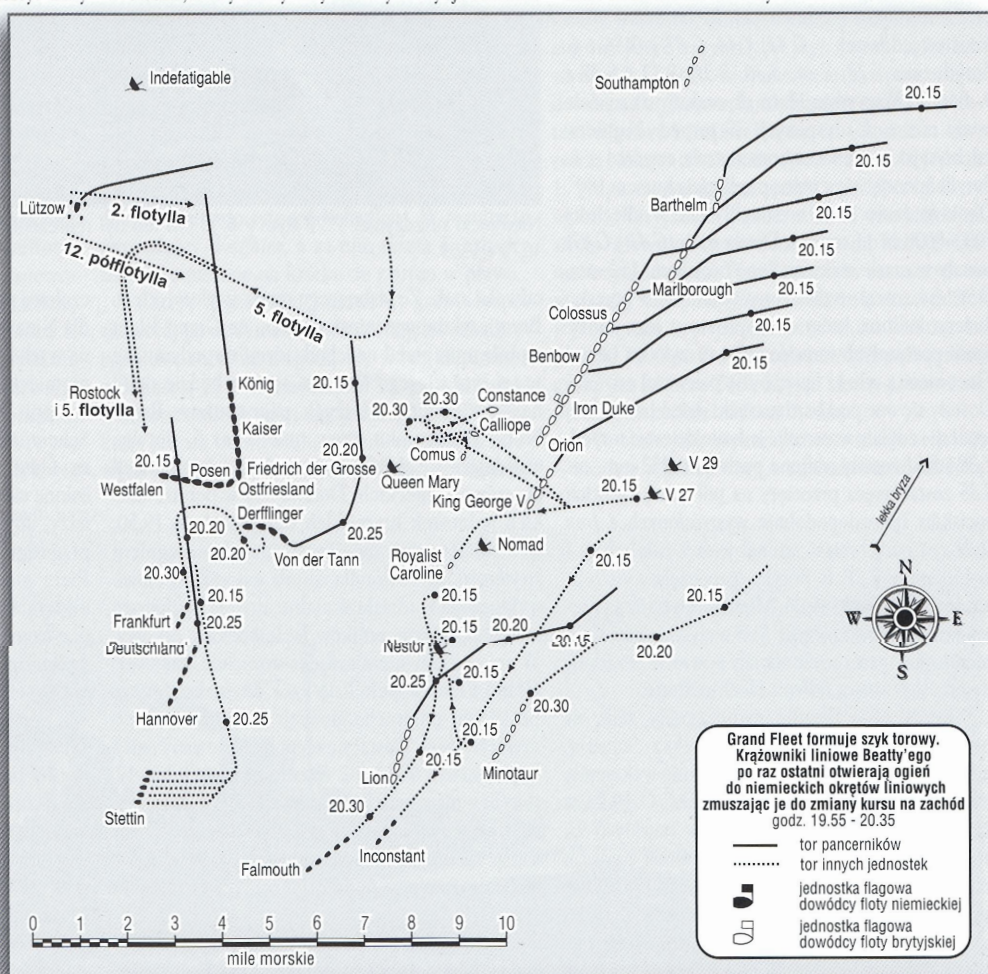 Indefatigable
Southampton
20.15
20.15
Lützow
2. flotylla
Barthelm
20.15
12. półflotylla
20.15
5. flotylla
Marlborough
20.15
Colossus
20.15
Benbow
20.15
König
20.15
20.30
20.30
Constance
Rostock
i 5. flotylla
Kaiser
Calliope
Iron Duke
Comus
Orion
20.15
Posen
Friedrich der Grosse
20.20
Queen Mary
V 29
Westfalen
Ostfriesland
King George V
20.15
V 27
lekka bryza
Derfflinger
20.20
20.20
20.25
Von der Tann
Nomad
Royalist
Caroline
20.15
20.30
N
W
E
S
20.15
20.15
20.15
Frankfurt
20.25
20.15
20.20
20.15
20.20
Deutschland
Nestor
20.25
20.15
Hannover
20.25
20.30
20.15
20.15
Minotaur
Lion
Stettin
20.30
Inconstant
Falmouth
Grand Fleet formuje szyk torowy.
Krążowniki liniowe Beatty'ego
po raz ostatni otwierają ogień
do niemieckich okrętów liniowych
zmuszając je do zmiany kursu na zachód
godz. 19.55 - 20.35
tor pancerników
tor innych jednostek
jednostka flagowa
dowódcy floty niemieckiej
jednostka flagowa
dowódcy floty brytyjskiej
0 1 2 3 4 5 6 7 8 9 10
mile morskie